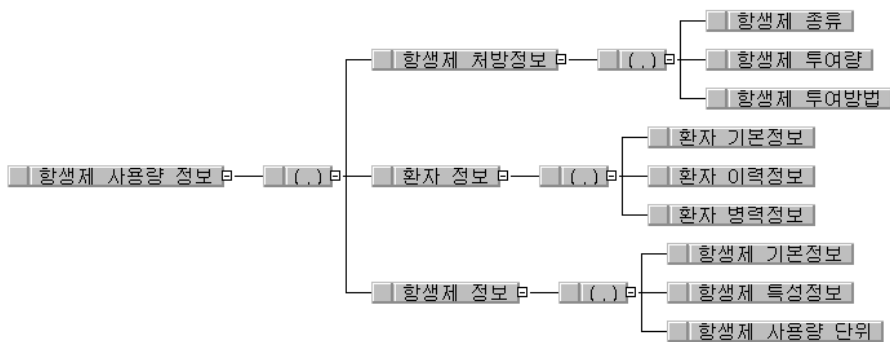 항생제 사용량 정보
(,)
항생제 처방정보
(,)
항생제 종류
항생제 투여량
항생제 투여방법
환자 정보
(,)
환자 기본정보
환자 이력정보
환자 병력정보
항생제 정보
(,)
항생제 기본정보
항생제 특성정보
항생제 사용량 단위